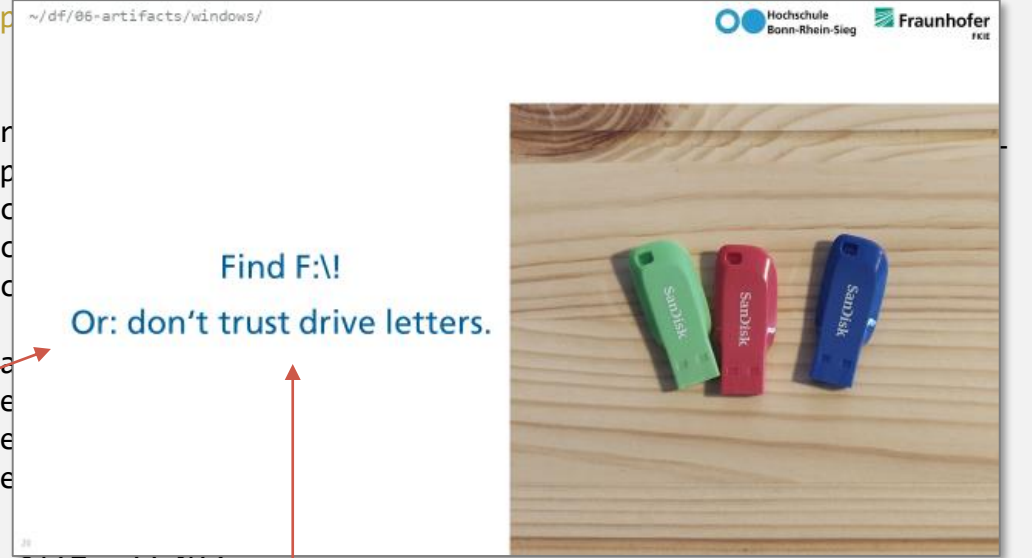 ~/df/06-artifacts/windows/
Hochschule
Bonn-Rhein-Sieg
Fraunhofer
FKIE
Find F:\!
Or: don't trust drive letters.
SanDisk
SanDisk
SanDisk